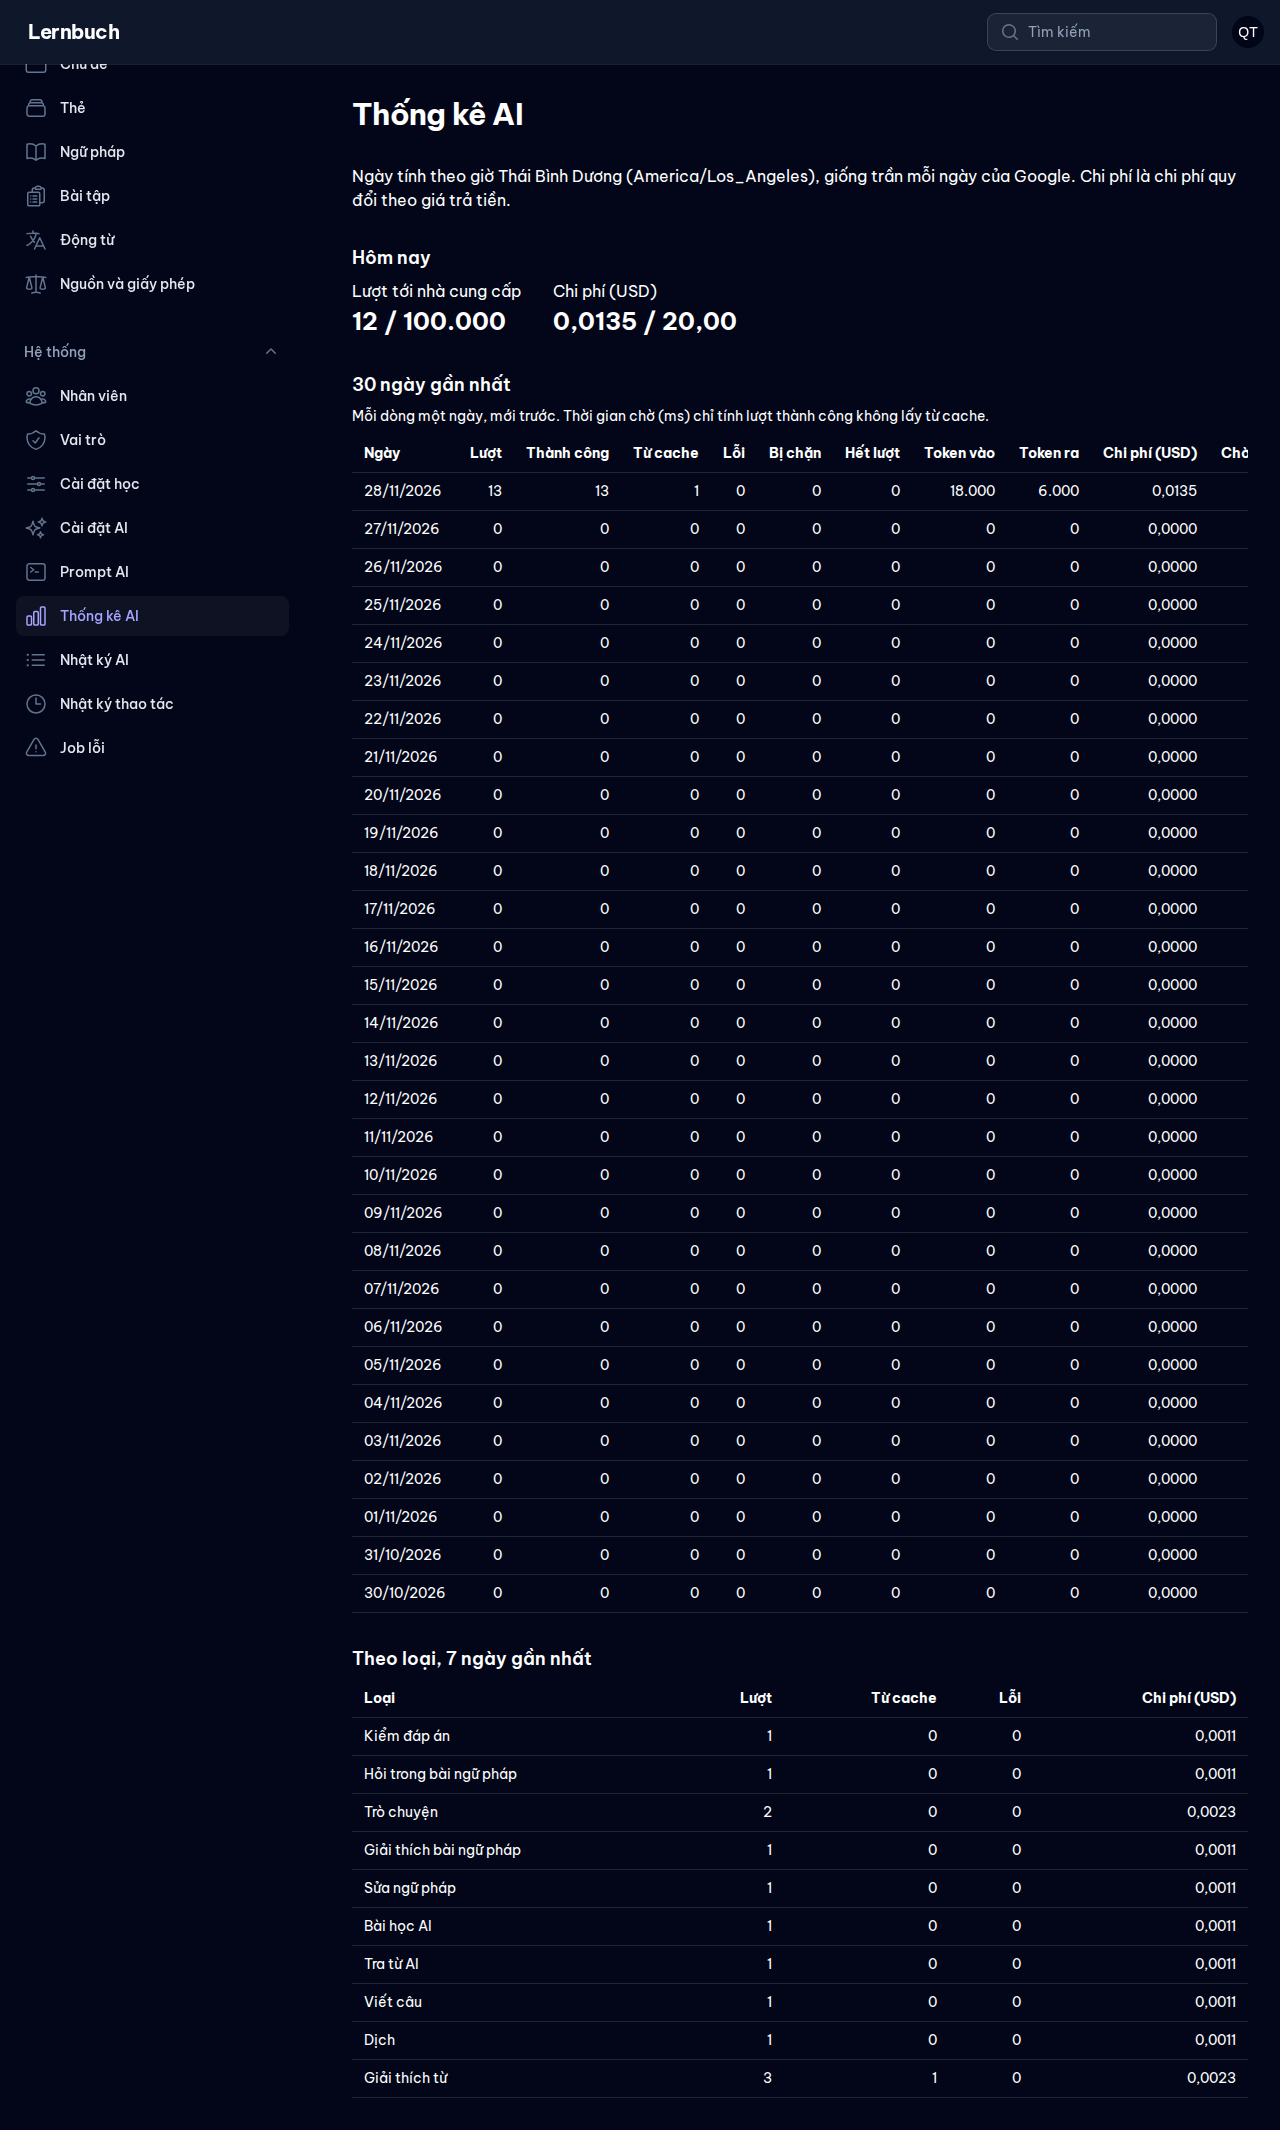 Lernbuch
Tìm kiếm
QT
Chủ đề
Thẻ
Ngữ pháp
Bài tập
Động từ
Nguồn và giấy phép
Hệ thống
Nhân viên
Vai trò
Cài đặt học
Cài đặt AI
Prompt AI
Thống kê AI
Nhật ký AI
Nhật ký thao tác
Job lỗi
Thống kê AI
Ngày tính theo giờ Thái Bình Dương (America/Los_Angeles), giống trần mỗi ngày của Google. Chi phí là chi phí quy
đổi theo giá trả tiền.
Hôm nay
Lượt tới nhà cung cấp Chi phí (USD)
12 / 100.000 0,0135 / 20,00
30 ngày gần nhất
Mỗi dòng một ngày, mới trước. Thời gian chờ (ms) chỉ tính lượt thành công không lấy từ cache.
Ngày Lượt Thành công Từ cache Lỗi Bị chặn Hết lượt Token vào Token ra Chi phí (USD)
28/11/2026 13 13 1 0 0 0 18.000 6.000 0,0135
27/11/2026 0 0 0 0 0 0 0 0 0,0000
26/11/2026 0 0 0 0 0 0 0 0 0,0000
25/11/2026 0 0 0 0 0 0 0 0 0,0000
24/11/2026 0 0 0 0 0 0 0 0 0,0000
23/11/2026 0 0 0 0 0 0 0 0 0,0000
22/11/2026 0 0 0 0 0 0 0 0 0,0000
21/11/2026 0 0 0 0 0 0 0 0 0,0000
20/11/2026 0 0 0 0 0 0 0 0 0,0000
19/11/2026 0 0 0 0 0 0 0 0 0,0000
18/11/2026 0 0 0 0 0 0 0 0 0,0000
17/11/2026 0 0 0 0 0 0 0 0 0,0000
16/11/2026 0 0 0 0 0 0 0 0 0,0000
15/11/2026 0 0 0 0 0 0 0 0 0,0000
14/11/2026 0 0 0 0 0 0 0 0 0,0000
13/11/2026 0 0 0 0 0 0 0 0 0,0000
12/11/2026 0 0 0 0 0 0 0 0 0,0000
11/11/2026 0 0 0 0 0 0 0 0 0,0000
10/11/2026 0 0 0 0 0 0 0 0 0,0000
09/11/2026 0 0 0 0 0 0 0 0 0,0000
08/11/2026 0 0 0 0 0 0 0 0 0,0000
07/11/2026 0 0 0 0 0 0 0 0 0,0000
06/11/2026 0 0 0 0 0 0 0 0 0,0000
05/11/2026 0 0 0 0 0 0 0 0 0,0000
04/11/2026 0 0 0 0 0 0 0 0 0,0000
03/11/2026 0 0 0 0 0 0 0 0 0,0000
02/11/2026 0 0 0 0 0 0 0 0 0,0000
01/11/2026 0 0 0 0 0 0 0 0 0,0000
31/10/2026 0 0 0 0 0 0 0 0 0,0000
30/10/2026 0 0 0 0 0 0 0 0 0,0000
Theo loại, 7 ngày gần nhất
Loại Lượt Từ cache Lỗi Chi phí (USD)
Kiểm đáp án 1 0 0 0,0011
Hỏi trong bài ngữ pháp 1 0 0 0,0011
Trò chuyện 2 0 0 0,0023
Giải thích bài ngữ pháp 1 0 0 0,0011
Sửa ngữ pháp 1 0 0 0,0011
Bài học AI 1 0 0 0,0011
Tra từ AI 1 0 0 0,0011
Viết câu 1 0 0 0,0011
Dịch 1 0 0 0,0011
Giải thích từ 3 1 0 0,0023